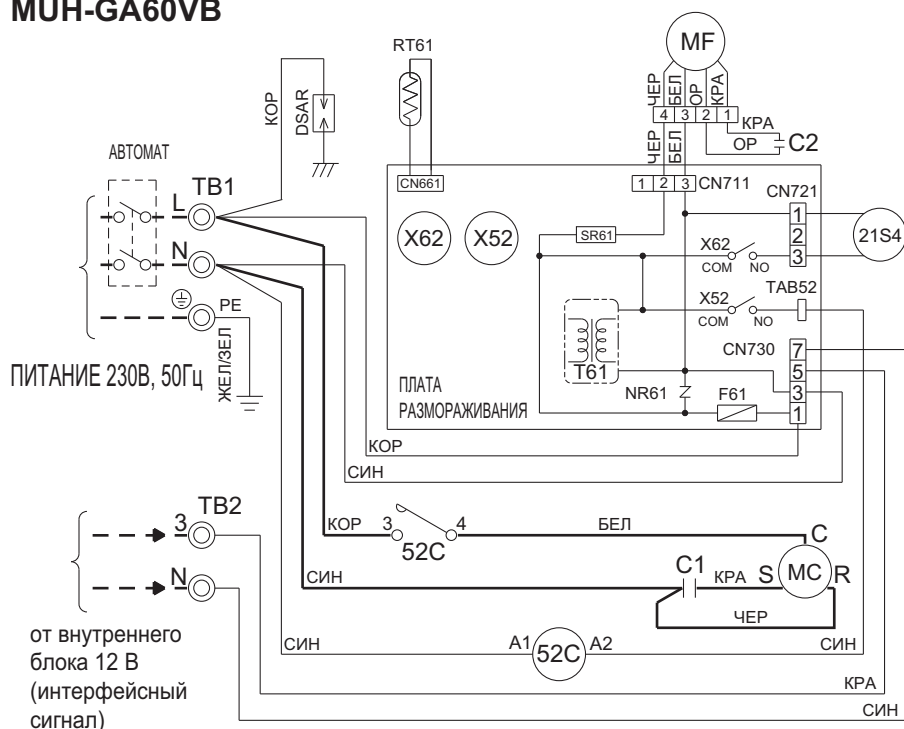 MUH-GA60VB
RT61
MF
КОР
DSAR
ЧЕР
БЕЛ
ОР
КРА
4 3 2 1
КРА
ОР
C2
АВТОМАТ
ЧЕР
БЕЛ
L
TB1
CN661
1 2 3
CN711
CN721
X62
X52
SR61
1
2
3
21S4
X62
COM
NO
N
PE
ЖЕЛ/ЗЕЛ
X52
COM
NO
TAB52
T61
CN730
7
5
3
1
ПИТАНИЕ 230В, 50Гц
ПЛАТА
РАЗМОРАЖИВАНИЯ
NR61
F61
КОР
СИН
TB2
3
N
КОР
3
4
52C
БЕЛ
C
СИН
C1
КРА
S
MC
R
ЧЕР
от внутреннего
блока 12 В
(интерфейсный
сигнал)
СИН
A1
52C
A2
СИН
КРА
СИН